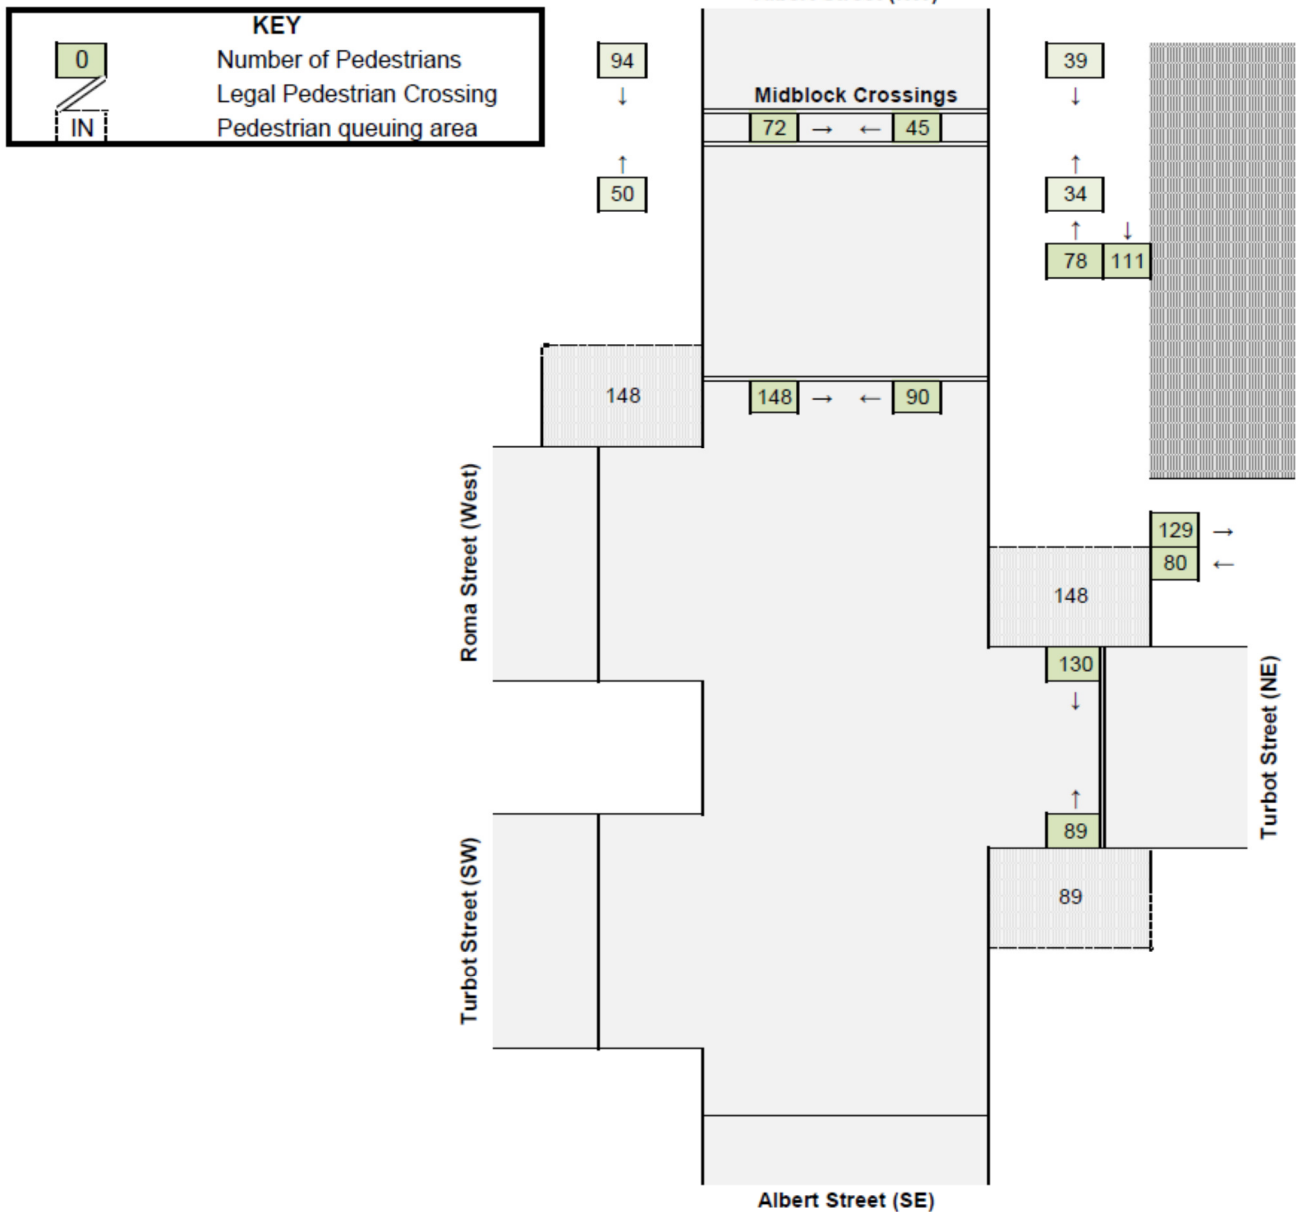 KEY
0 Number of Pedestrians
Legal Pedestrian Crossing
IN Pedestrian queuing area
94 ↓
39 ↓
Midblock Crossings
72 → ← 45
↑ 50
↑ 34
↑ ↓
78 111
148
148 → ← 90
Roma Street (West)
129 →
80 ←
148
130
↓
Turbot Street (NE)
↑
89
Turbot Street (SW)
89
Albert Street (SE)